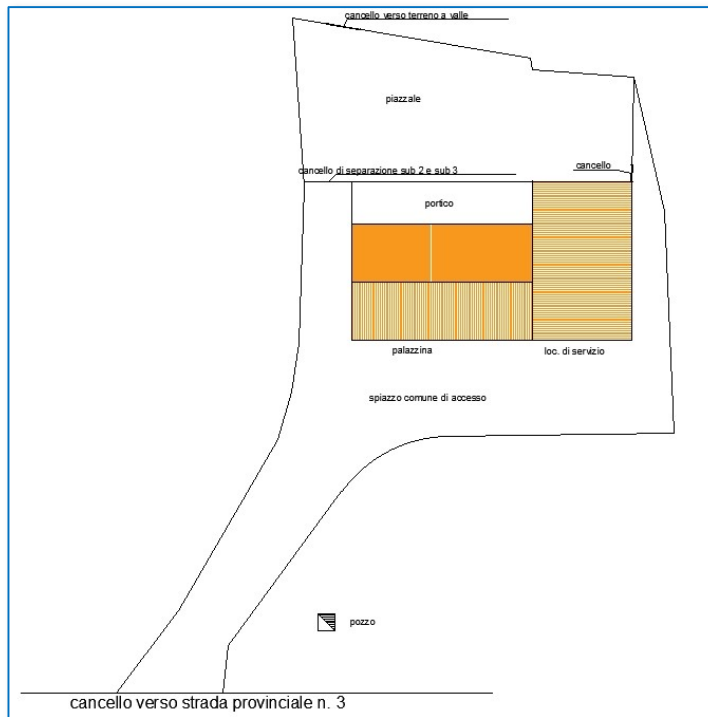 cancello verso terreno a valle
piazzale
cancello di separazione sub 2 e sub 3
cancello
portico
palazzina
loc. di servizio
spiazzo comune di accesso
pozzo
cancello verso strada provinciale n. 3